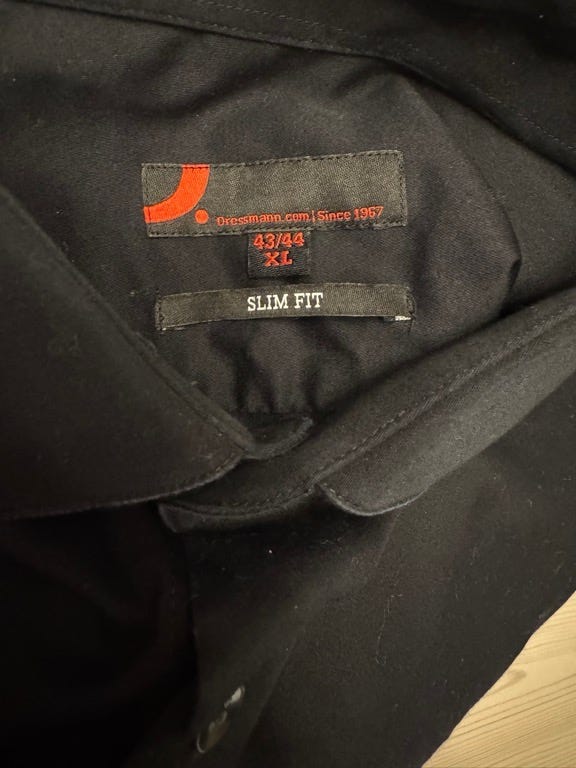 Dressmann.com | Since 1967
43/44
XL
SLIM FIT